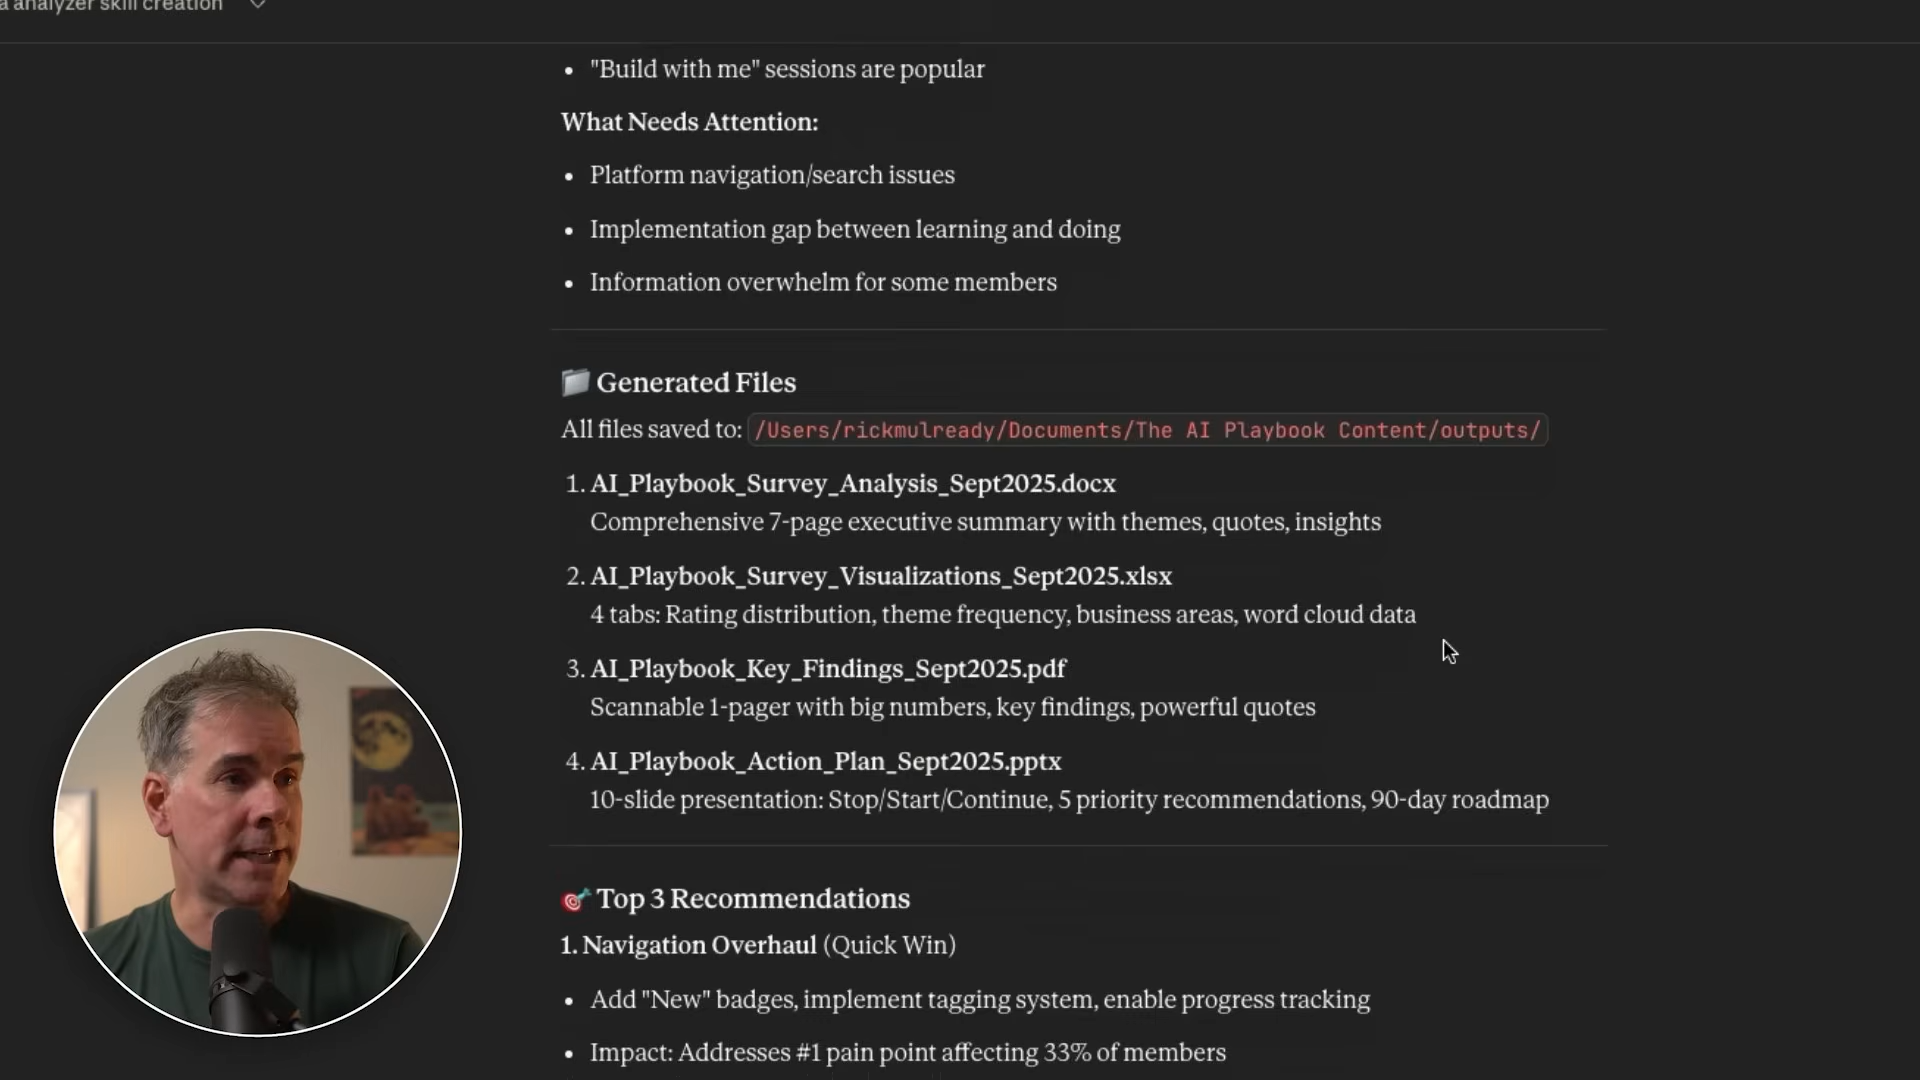 a analyzer skill creation
• "Build with me" sessions are popular
What Needs Attention:
• Platform navigation/search issues
• Implementation gap between learning and doing
• Information overwhelm for some members
Generated Files
All files saved to: /Users/rickmulready/Documents/The AI Playbook Content/outputs/
1. AI_Playbook_Survey_Analysis_Sept2025.docx
Comprehensive 7-page executive summary with themes, quotes, insights
2. AI_Playbook_Survey_Visualizations_Sept2025.xlsx
4 tabs: Rating distribution, theme frequency, business areas, word cloud data
3. AI_Playbook_Key_Findings_Sept2025.pdf
Scannable 1-pager with big numbers, key findings, powerful quotes
4. AI_Playbook_Action_Plan_Sept2025.pptx
10-slide presentation: Stop/Start/Continue, 5 priority recommendations, 90-day roadmap
Top 3 Recommendations
1. Navigation Overhaul (Quick Win)
• Add "New" badges, implement tagging system, enable progress tracking
• Impact: Addresses #1 pain point affecting 33% of members